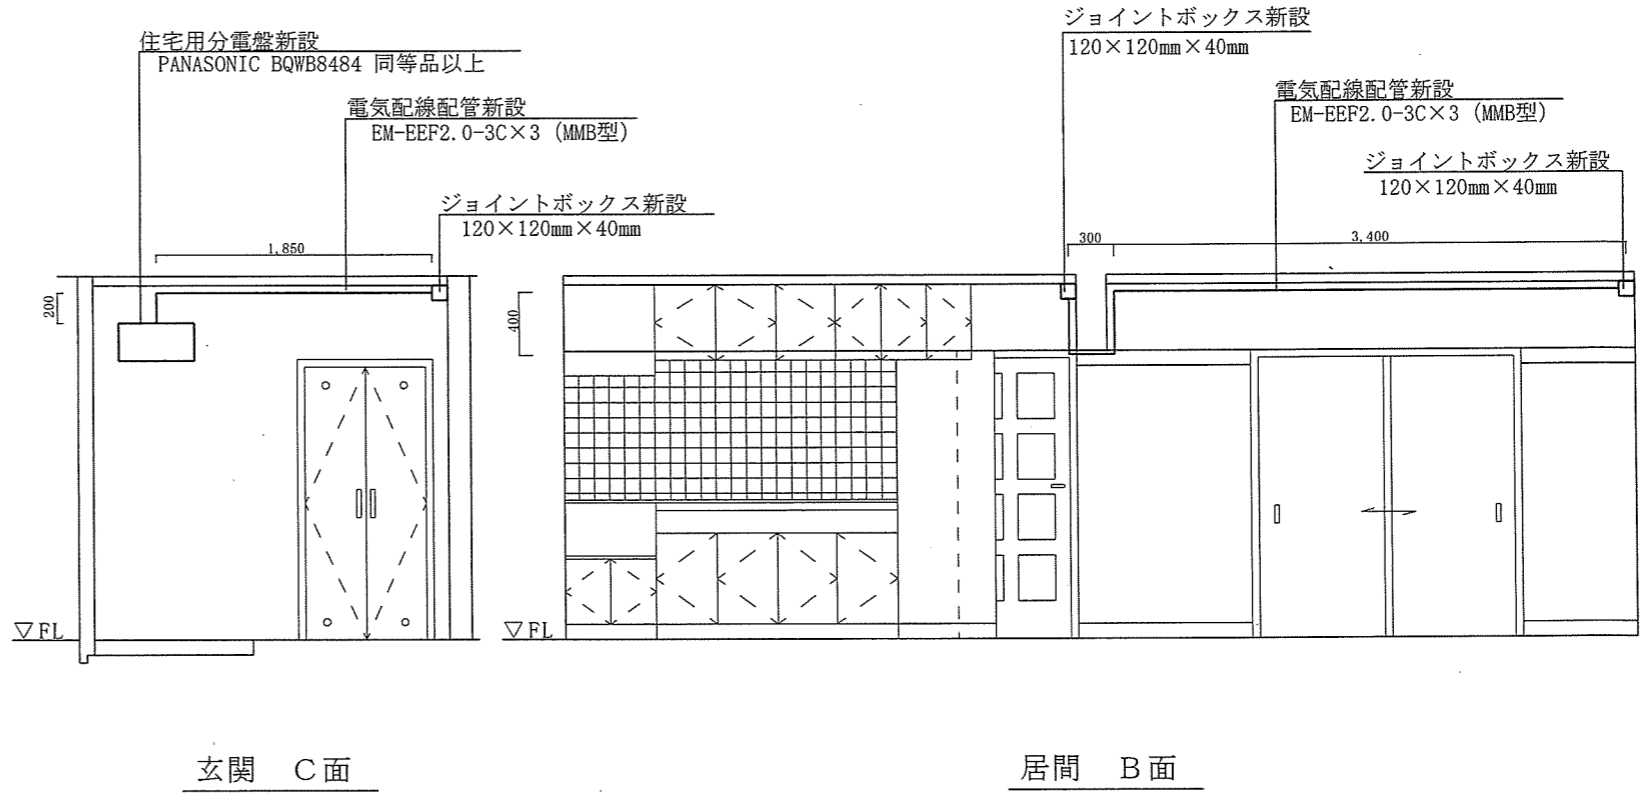 住宅用分電盤新設
PANASONIC BQWB8484 同等品以上
電気配線配管新設
EM-EEF2.0-3C×3 (MMB型)
ジョイントボックス新設
120×120mm×40mm
1,850
200
▽FL
玄関 C面
ジョイントボックス新設
120×120mm×40mm
電気配線配管新設
EM-EEF2.0-3C×3 (MMB型)
ジョイントボックス新設
120×120mm×40mm
300
3,400
400
▽FL
居間 B面